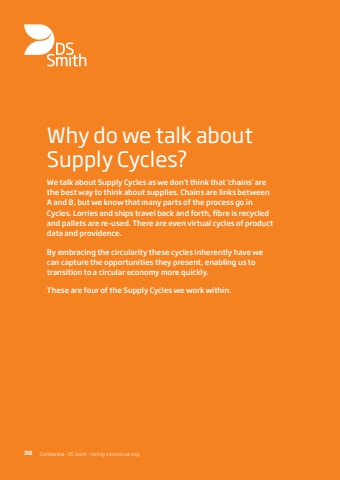 DS
Smith
Why do we talk about
Supply Cycles?
We talk about Supply Cycles as we don't think that 'chains' are
the best way to think about supplies. Chains are links between
A and B, but we know that many parts of the process go in
Cycles. Lorries and ships travel back and forth, fibre is recycled
and pallets are re-used. There are even virtual cycles of product
data and providence.
By embracing the circularity these cycles inherently have we
can capture the opportunities they present, enabling us to
transition to a circular economy more quickly.
These are four of the Supply Cycles we work within.
30 Confidential – DS Smith – Strictly internal use only